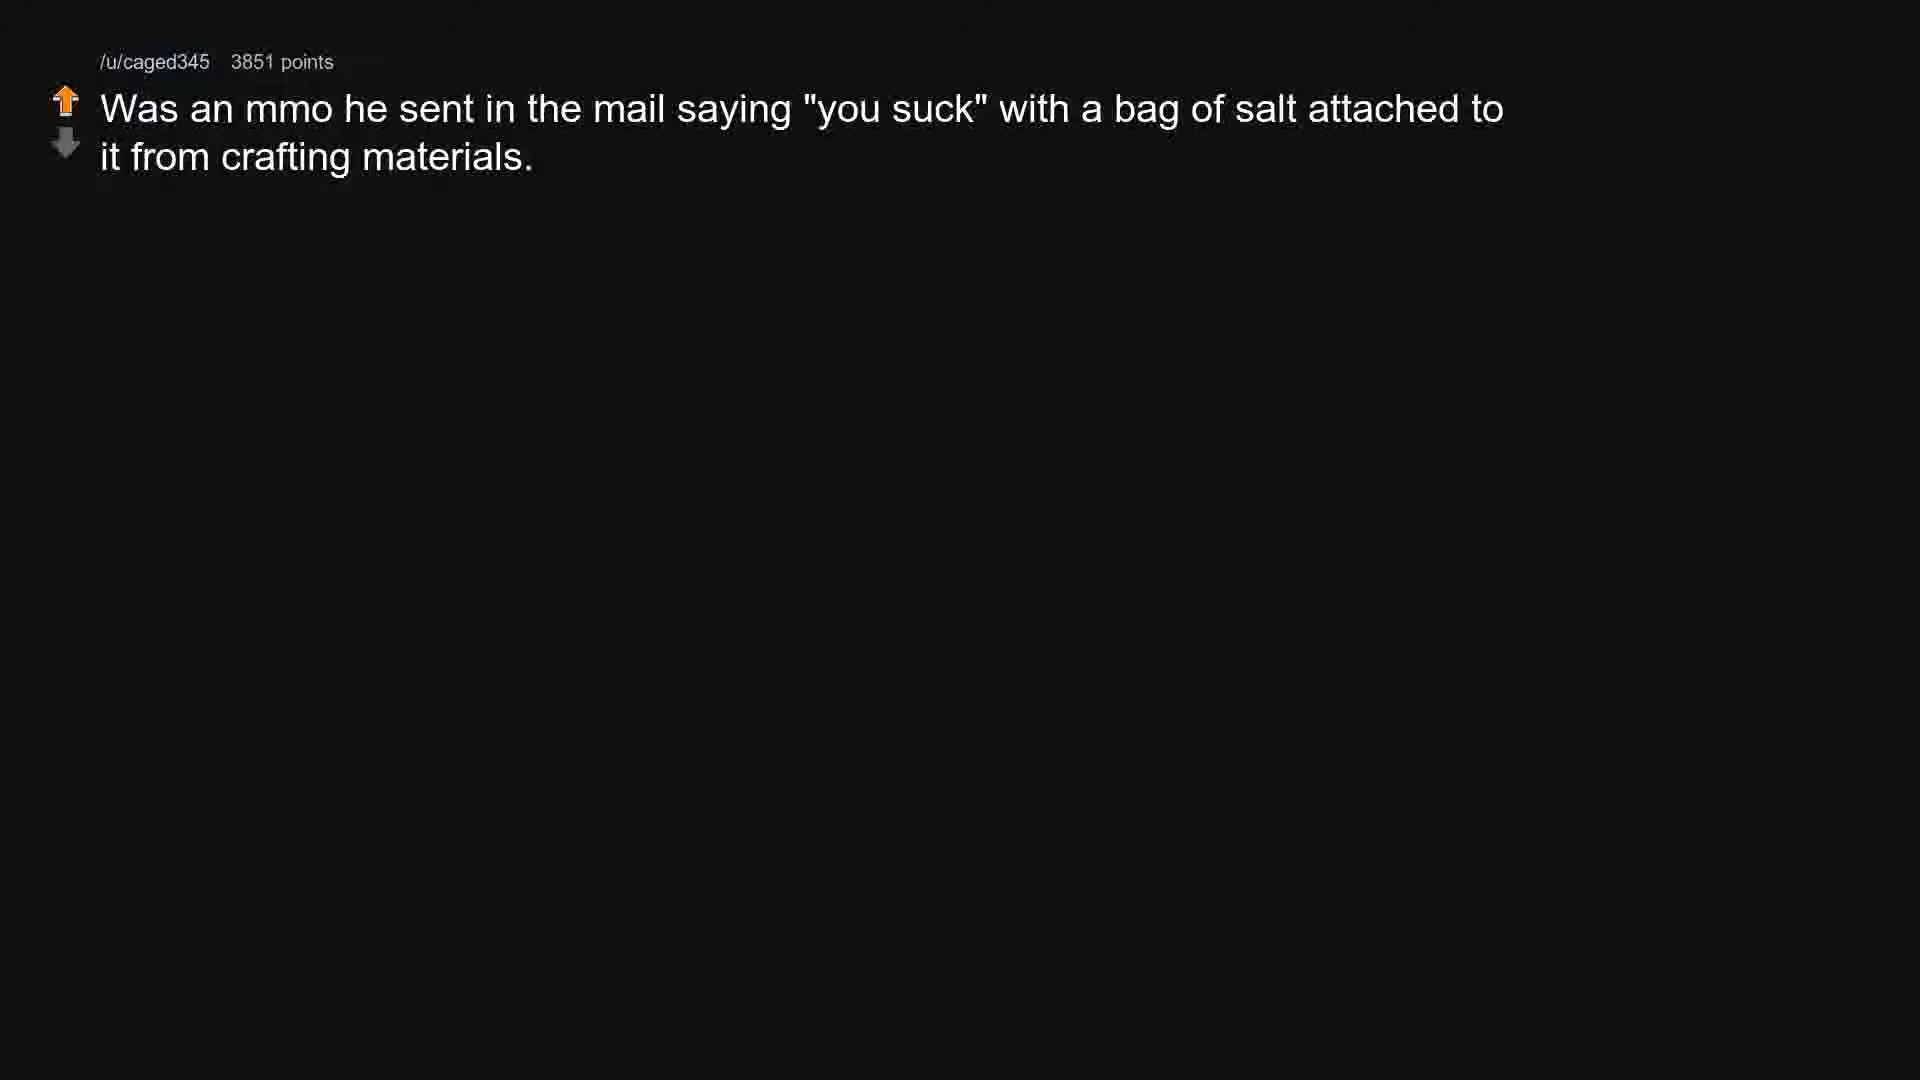 /u/caged345 3851 points
Was an mmo he sent in the mail saying "you suck" with a bag of salt attached to
it from crafting materials.